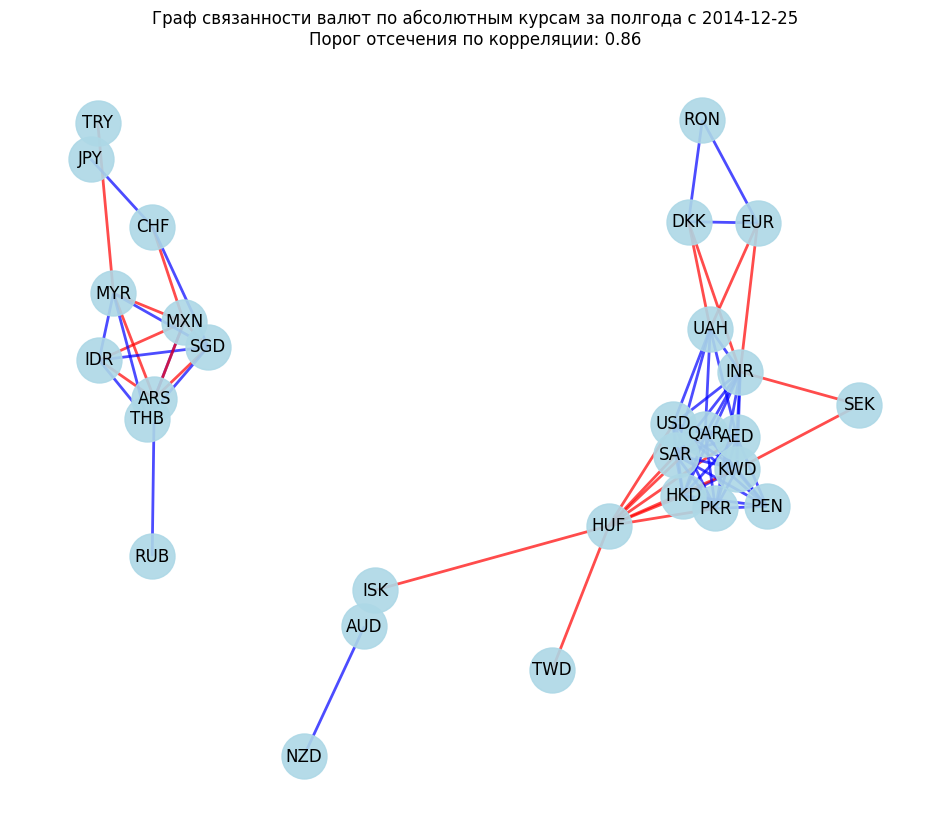 Граф связанности валют по абсолютным курсам за полгода с 2014-12-25
Порог отсечения по корреляции: 0.86
TRY
RON
JPY
DKK
EUR
CHF
MYR
MXN
UAH
SGD
IDR
INR
ARS
SEK
THB
USD
QAR
AED
SAR
KWD
HKD
PKR
PEN
HUF
RUB
ISK
AUD
TWD
NZD